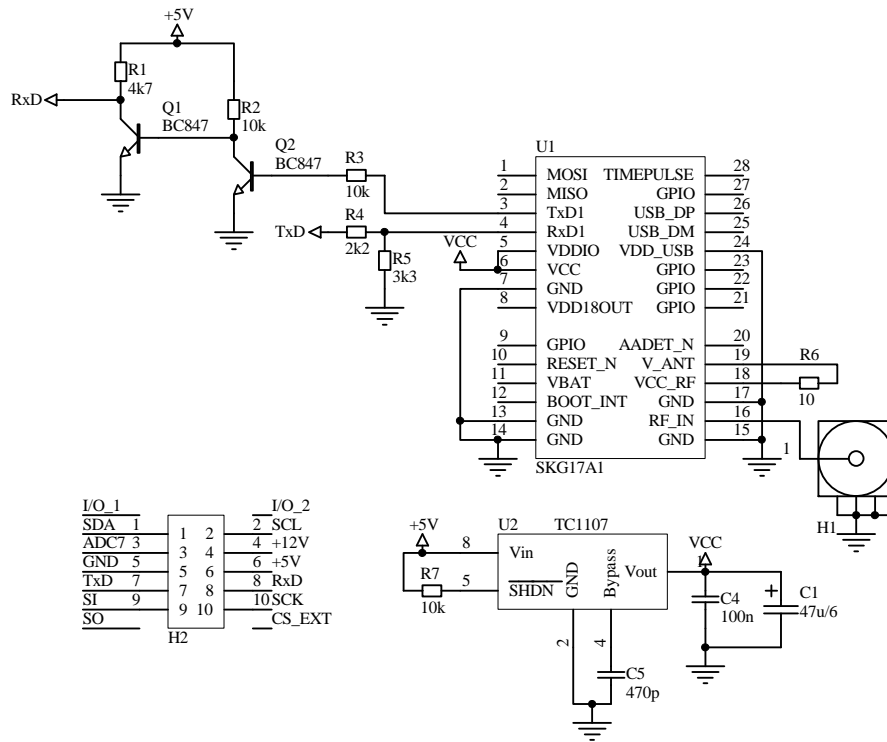 +5V
R1
4k7
RxD
Q1
BC847
R2
10k
Q2
BC847
R3
10k
TxD
R4
2k2
R5
3k3
VCC
U1
1 MOSI TIMEPULSE 28
2 MISO GPIO 27
3 TxD1 USB_DP 26
4 RxD1 USB_DM 25
5 VDDIO VDD_USB 24
6 VCC GPIO 23
7 GND GPIO 22
8 VDD18OUT GPIO 21
9 GPIO AADET_N 20
10 RESET_N V_ANT 19
11 VBAT VCC_RF 18
12 BOOT_INT GND 17
13 GND RF_IN 16
14 GND GND 15
SKG17A1
R6
10
1
H1
I/O_1 I/O_2
SDA 1 1 2 2 SCL
ADC7 3 3 4 4 +12V
GND 5 5 6 6 +5V
TxD 7 7 8 8 RxD
SI 9 9 10 10 SCK
SO CS_EXT
H2
+5V
R7
10k
U2 TC1107
8 Vin
5 SHDN
GND
Bypass
Vout
1
2
4
C5
470p
VCC
C4
100n
+
C1
47u/6